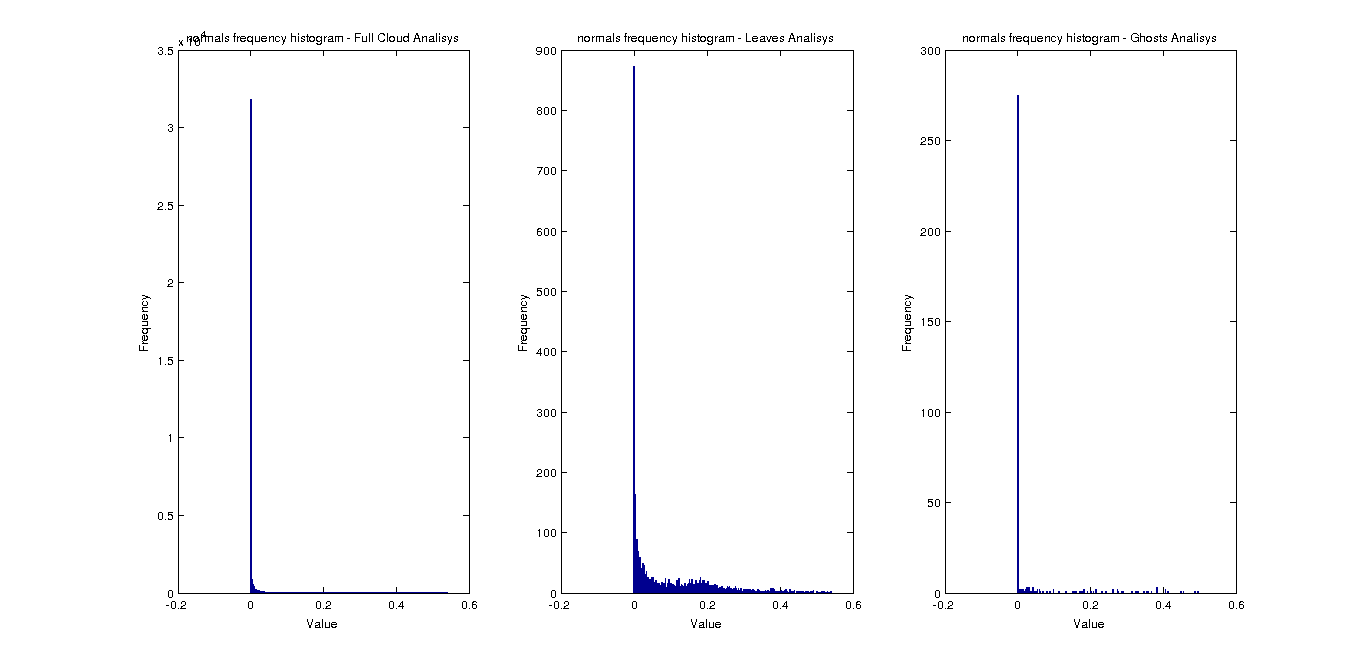 normals frequency histogram - Full Cloud Analisys
x 10^4
3.5
3
2.5
2
1.5
1
0.5
0
-0.2 0 0.2 0.4 0.6
Frequency
Value
normals frequency histogram - Leaves Analisys
900
800
700
600
500
400
300
200
100
0
-0.2 0 0.2 0.4 0.6
Frequency
Value
normals frequency histogram - Ghosts Analisys
300
250
200
150
100
50
0
-0.2 0 0.2 0.4 0.6
Frequency
Value